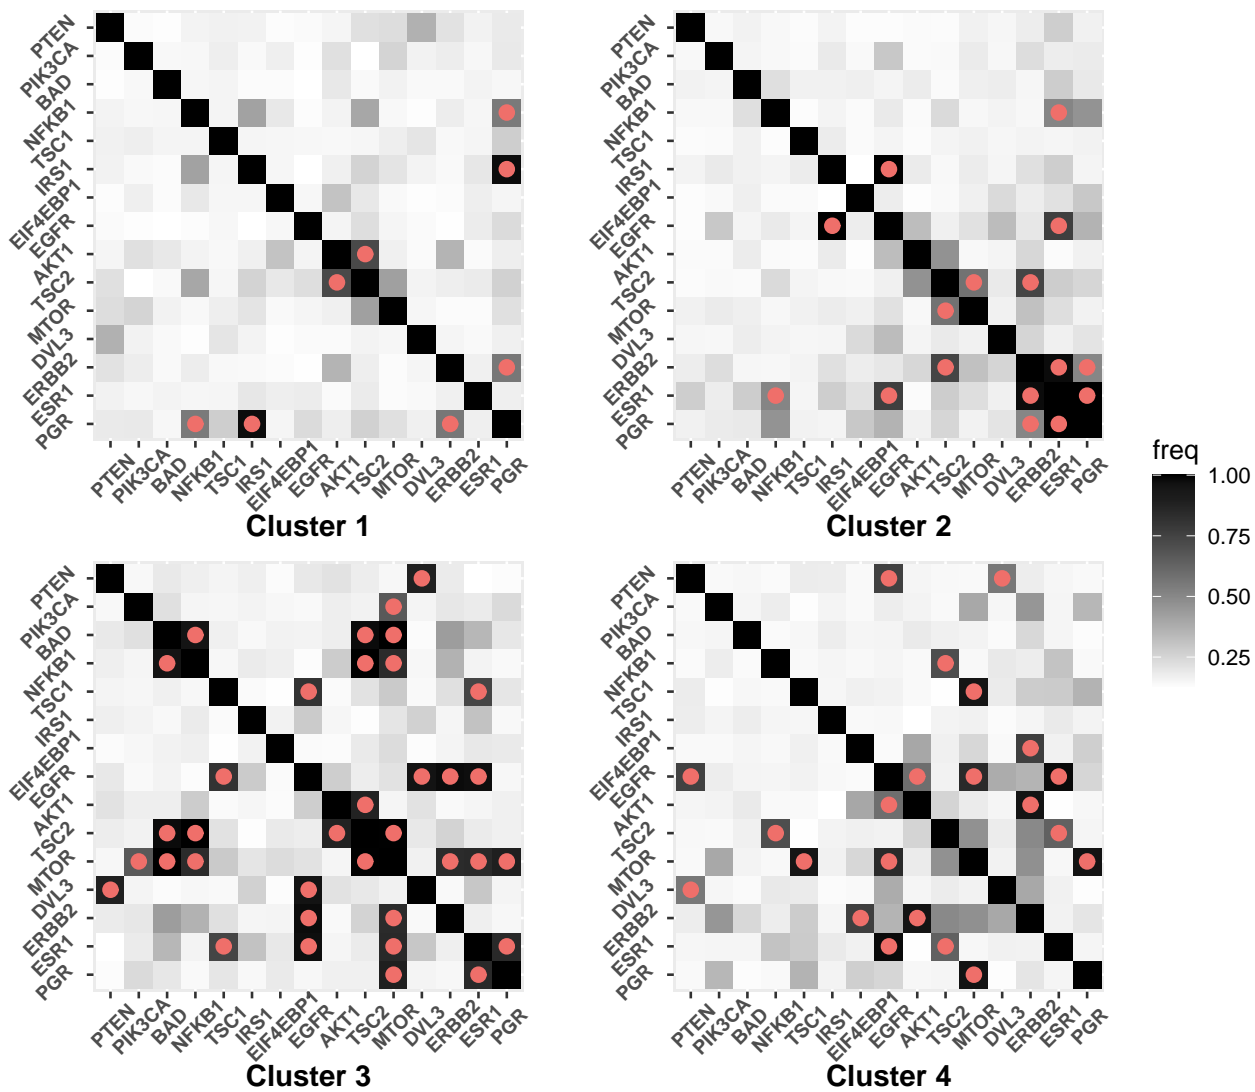 PTEN
PIK3CA
BAD
NFKB1
TSC1
IRS1
EIF4EBP1
EGFR
AKT1
TSC2
MTOR
DVL3
ERBB2
ESR1
PGR
PTEN
PIK3CA
BAD
NFKB1
TSC1
IRS1
EIF4EBP1
EGFR
AKT1
TSC2
MTOR
DVL3
ERBB2
ESR1
PGR
Cluster 1
PTEN
PIK3CA
BAD
NFKB1
TSC1
IRS1
EIF4EBP1
EGFR
AKT1
TSC2
MTOR
DVL3
ERBB2
ESR1
PGR
PTEN
PIK3CA
BAD
NFKB1
TSC1
IRS1
EIF4EBP1
EGFR
AKT1
TSC2
MTOR
DVL3
ERBB2
ESR1
PGR
Cluster 2
freq
1.00
0.75
0.50
0.25
PTEN
PIK3CA
BAD
NFKB1
TSC1
IRS1
EIF4EBP1
EGFR
AKT1
TSC2
MTOR
DVL3
ERBB2
ESR1
PGR
PTEN
PIK3CA
BAD
NFKB1
TSC1
IRS1
EIF4EBP1
EGFR
AKT1
TSC2
MTOR
DVL3
ERBB2
ESR1
PGR
Cluster 3
PTEN
PIK3CA
BAD
NFKB1
TSC1
IRS1
EIF4EBP1
EGFR
AKT1
TSC2
MTOR
DVL3
ERBB2
ESR1
PGR
PTEN
PIK3CA
BAD
NFKB1
TSC1
IRS1
EIF4EBP1
EGFR
AKT1
TSC2
MTOR
DVL3
ERBB2
ESR1
PGR
Cluster 4